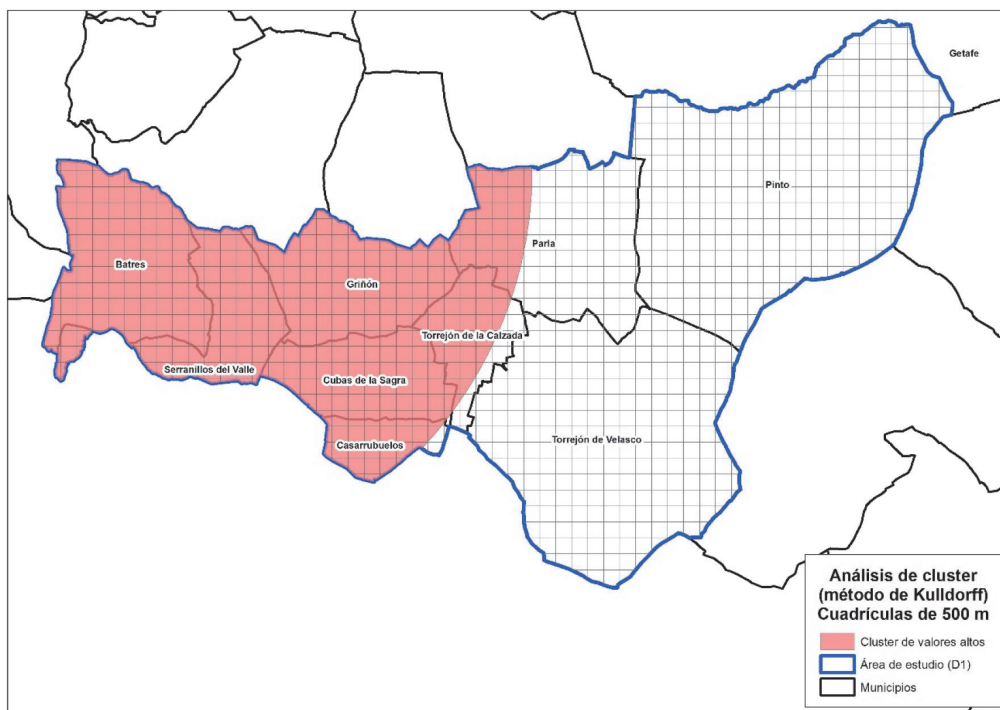 Getafe
Pinto
Parla
Batres
Griñón
Torrejón de la Calzada
Serranillos del Valle
Cubas de la Sagra
Torrejón de Velasco
Casarrubuelos
Análisis de cluster
(método de Kulldorff)
Cuadrículas de 500 m
Cluster de valores altos
Área de estudio (D1)
Municipios